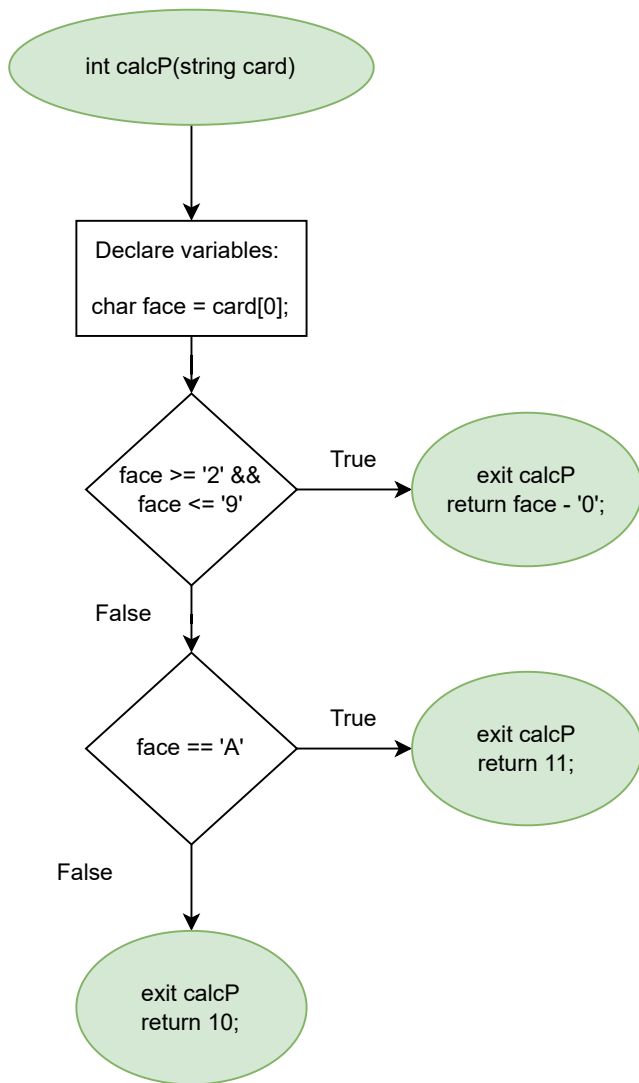 int calcP(string card)
Declare variables:
char face = card[0];
face >= '2' &&
face <= '9'
True
exit calcP
return face - '0';
False
face == 'A'
True
exit calcP
return 11;
False
exit calcP
return 10;